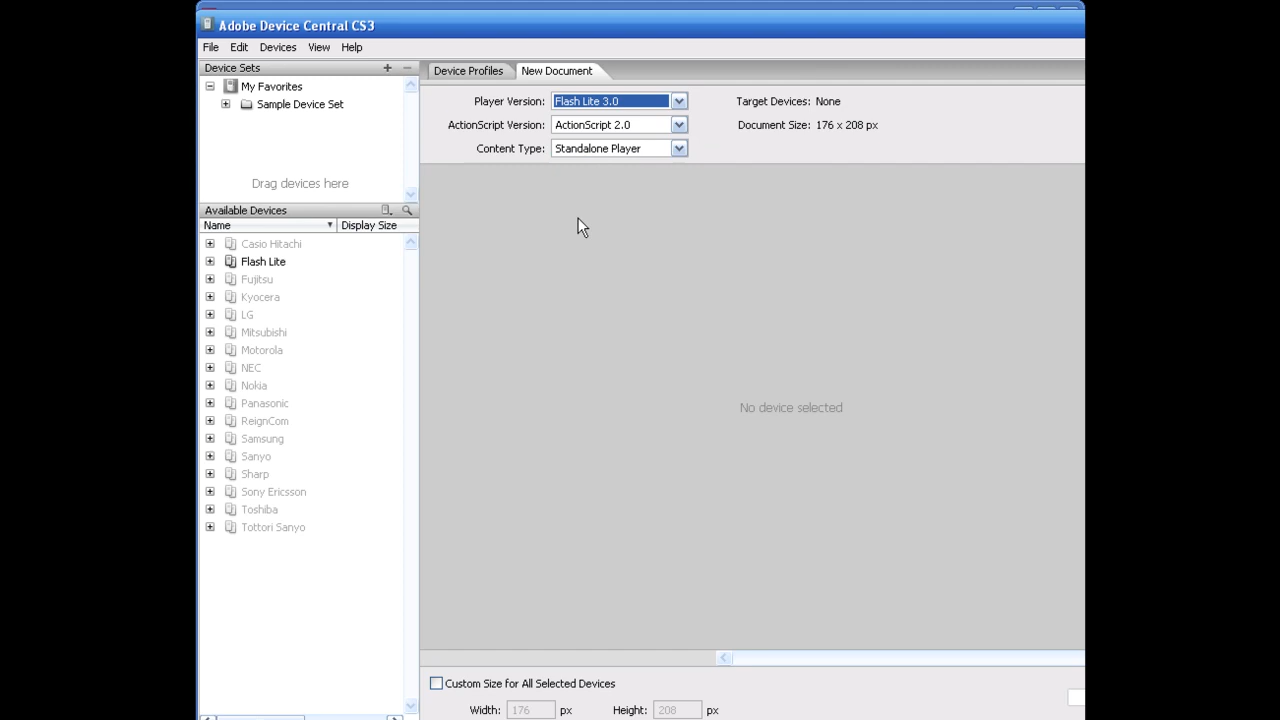 Adobe Device Central CS3
File Edit Devices View Help
Device Sets
My Favorites
Sample Device Set
Drag devices here
Available Devices
Name Display Size
Casio Hitachi
Flash Lite
Fujitsu
Kyocera
LG
Mitsubishi
Motorola
NEC
Nokia
Panasonic
ReignCom
Samsung
Sanyo
Sharp
Sony Ericsson
Toshiba
Tottori Sanyo
Device Profiles New Document
Player Version: Flash Lite 3.0 Target Devices: None
ActionScript Version: ActionScript 2.0 Document Size: 176 x 208 px
Content Type: Standalone Player
No device selected
Custom Size for All Selected Devices
Width: 176 px Height: 208 px